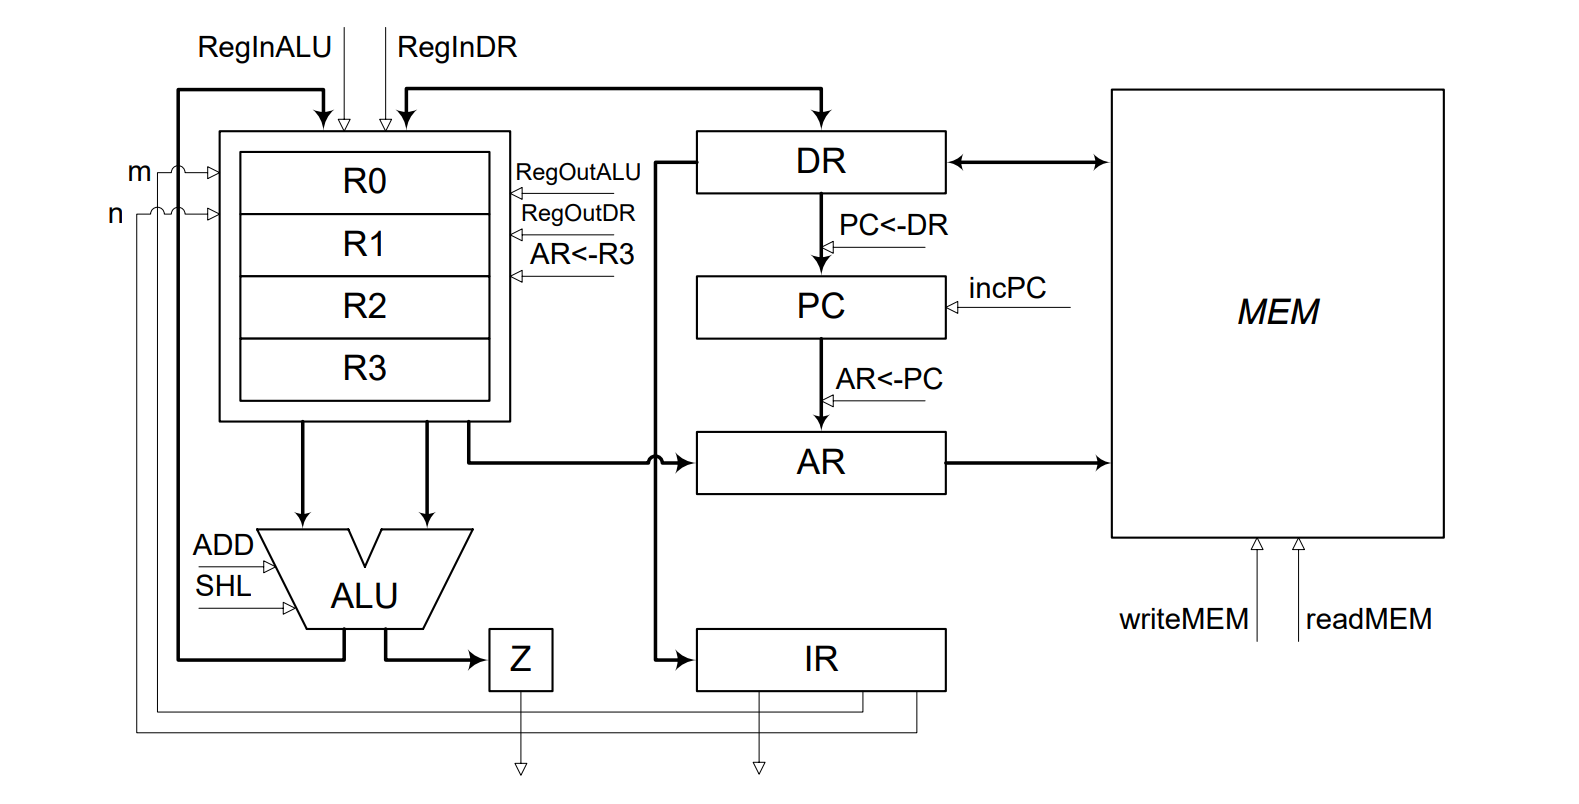 RegInALU
RegInDR
m
n
R0
R1
R2
R3
RegOutALU
RegOutDR
AR<-R3
DR
PC<-DR
PC
incPC
AR<-PC
AR
MEM
ADD
SHL
ALU
Z
IR
writeMEM
readMEM